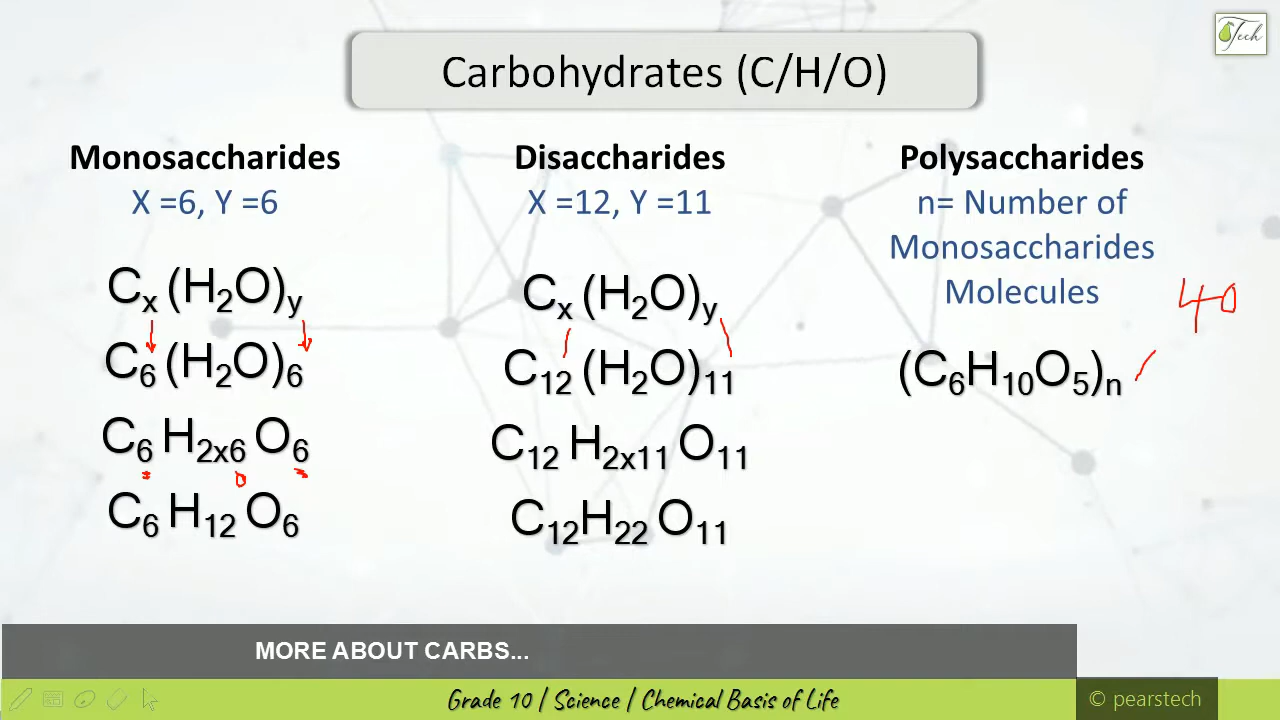 Tech
Carbohydrates (C/H/O)
Monosaccharides
X =6, Y =6
Cₓ (H₂O)y
C₆ (H₂O)₆
C₆ H₂ₓ₆ O₆
C₆ H₁₂ O₆
Disaccharides
X =12, Y =11
Cₓ (H₂O)y
C₁₂ (H₂O)₁₁
C₁₂ H₂ₓ₁₁ O₁₁
C₁₂H₂₂ O₁₁
Polysaccharides
n= Number of
Monosaccharides
Molecules
40
(C₆H₁₀O₅)ₙ
MORE ABOUT CARBS...
Grade 10 | Science | Chemical Basis of Life
© pearstech